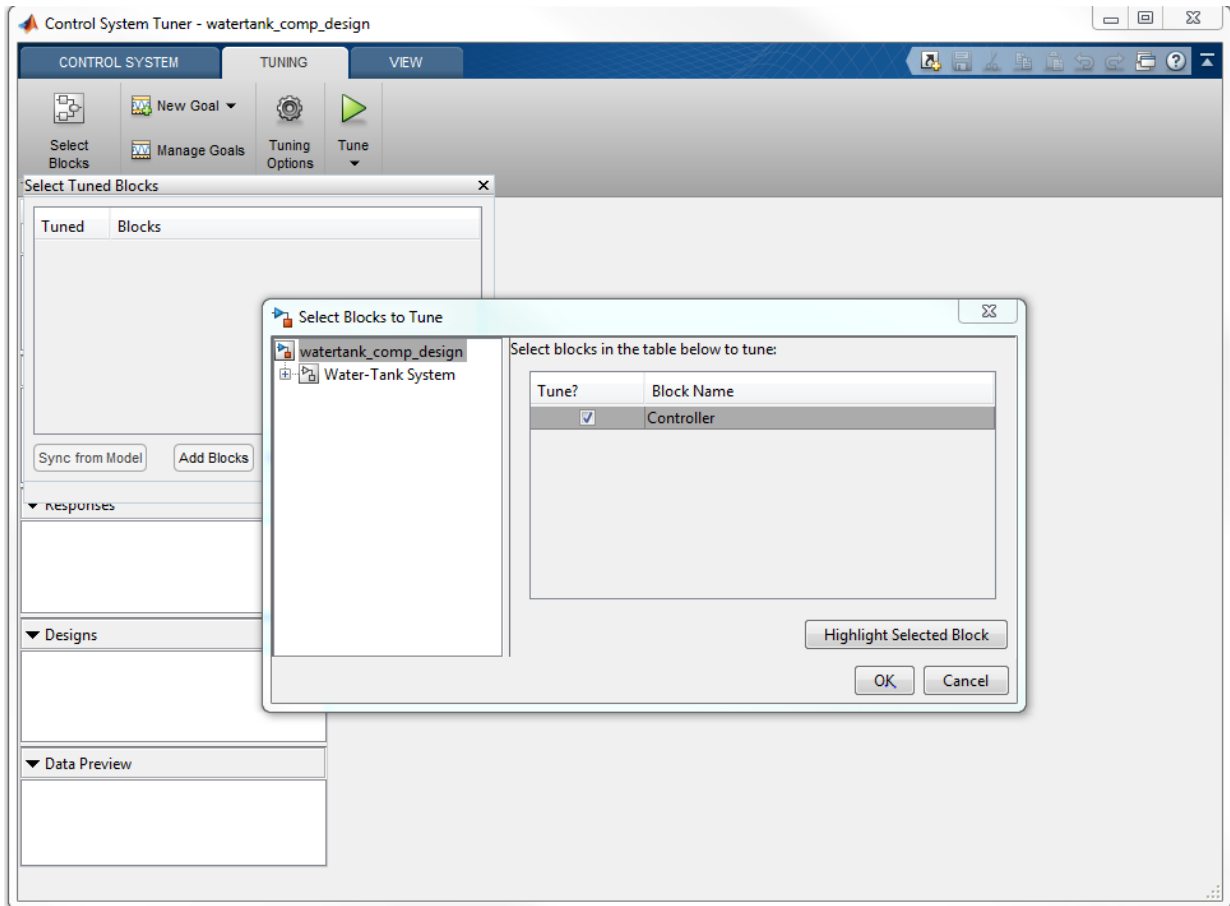 Control System Tuner - watertank_comp_design
CONTROL SYSTEM
TUNING
VIEW
Select
Blocks
New Goal
Manage Goals
Tuning
Options
Tune
Select Tuned Blocks
Tuned Blocks
Sync from Model
Add Blocks
Responses
Designs
Data Preview
Select Blocks to Tune
watertank_comp_design
Water-Tank System
Select blocks in the table below to tune:
Tune? Block Name
Controller
Highlight Selected Block
OK
Cancel